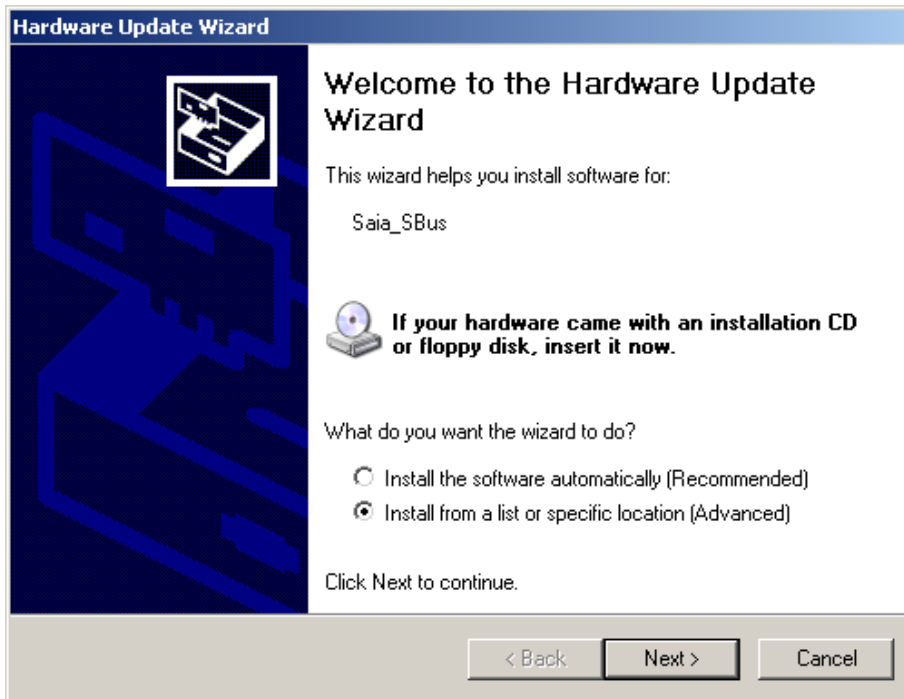 Hardware Update Wizard
Welcome to the Hardware Update
Wizard
This wizard helps you install software for:
Saia_SBus
If your hardware came with an installation CD
or floppy disk, insert it now.
What do you want the wizard to do?
Install the software automatically (Recommended)
Install from a list or specific location (Advanced)
Click Next to continue.
< Back
Next >
Cancel